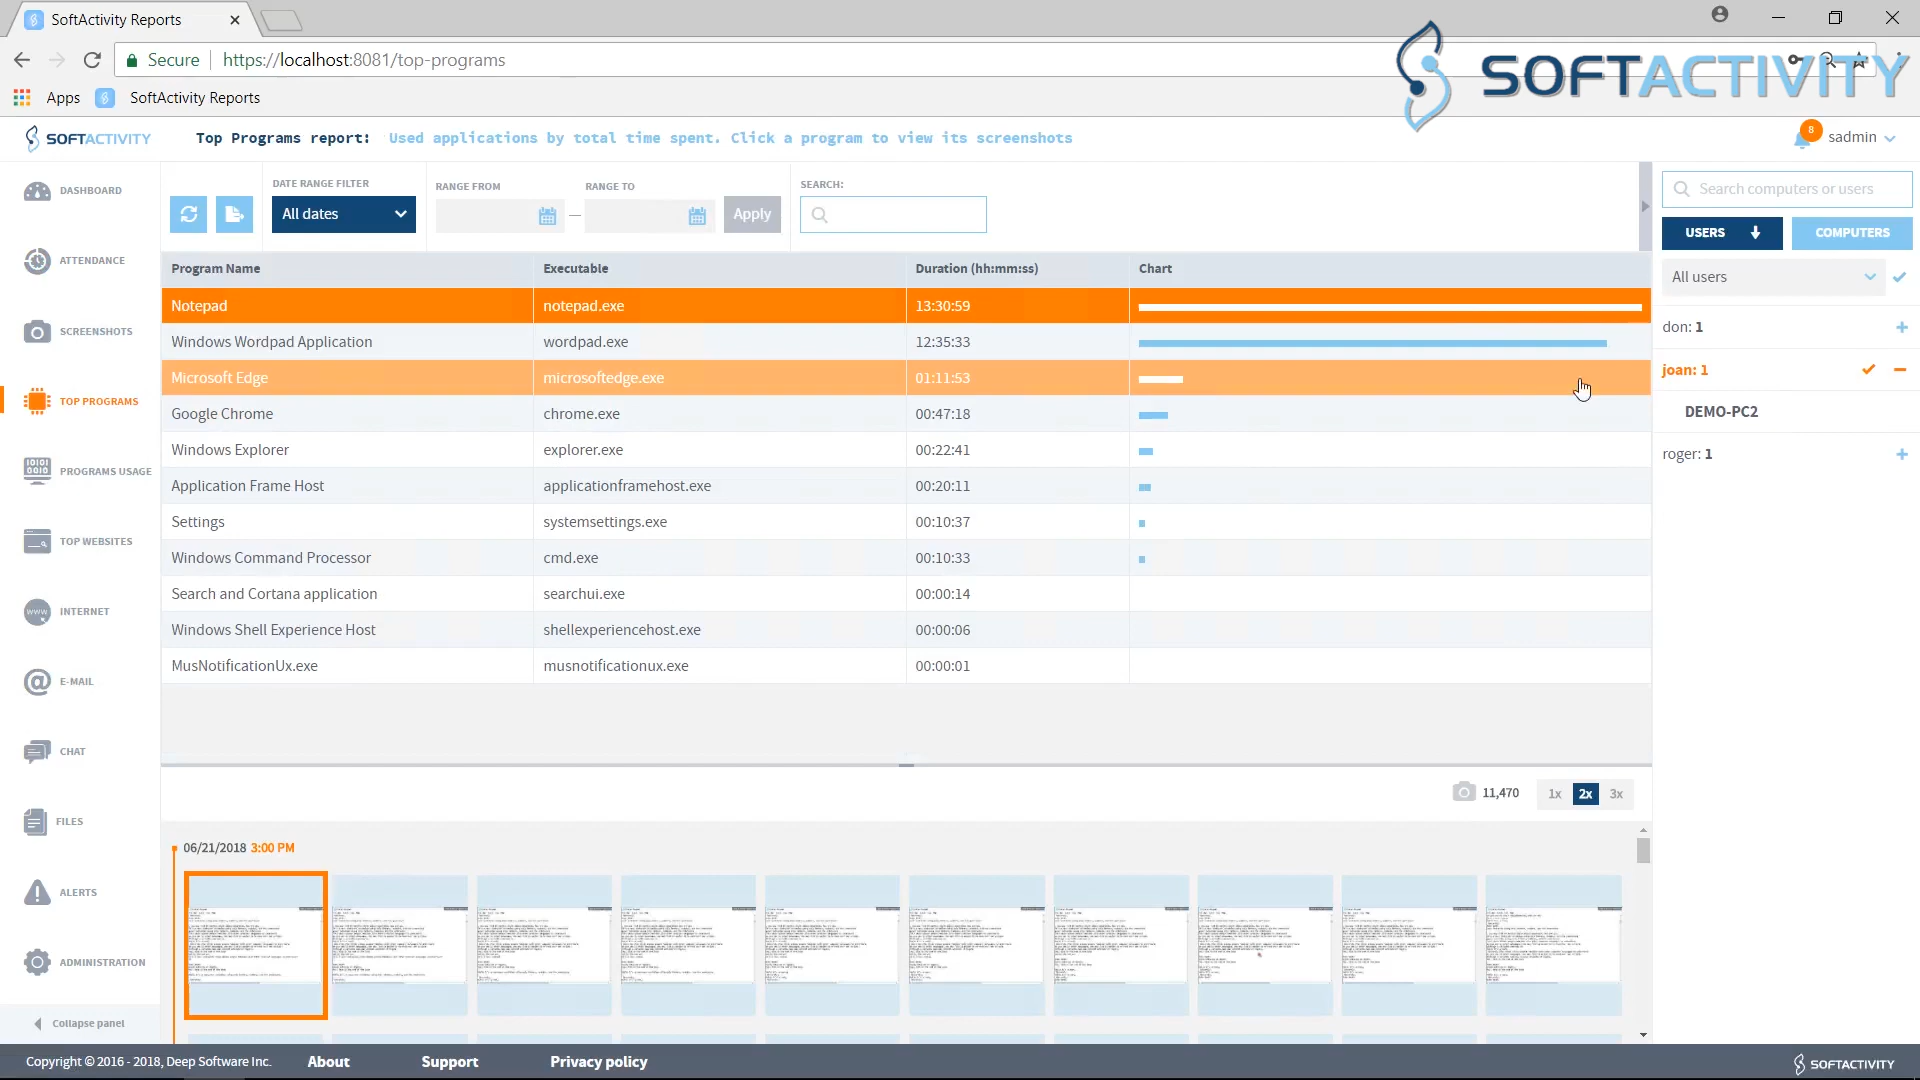 SoftActivity Reports
Secure https://localhost:8081/top-programs
SOFTACTIVITY
Apps SoftActivity Reports
SOFTACTIVITY
Top Programs report: Used applications by total time spent. Click a program to view its screenshots
8
sadmin
DASHBOARD
ATTENDANCE
SCREENSHOTS
TOP PROGRAMS
PROGRAMS USAGE
TOP WEBSITES
INTERNET
E-MAIL
CHAT
FILES
ALERTS
ADMINISTRATION
Collapse panel
DATE RANGE FILTER
All dates
RANGE FROM
RANGE TO
Apply
SEARCH:
Program Name Executable Duration (hh:mm:ss) Chart
Notepad notepad.exe 13:30:59
Windows Wordpad Application wordpad.exe 12:35:33
Microsoft Edge microsoftedge.exe 01:11:53
Google Chrome chrome.exe 00:47:18
Windows Explorer explorer.exe 00:22:41
Application Frame Host applicationframehost.exe 00:20:11
Settings systemsettings.exe 00:10:37
Windows Command Processor cmd.exe 00:10:33
Search and Cortana application searchui.exe 00:00:14
Windows Shell Experience Host shellexperiencehost.exe 00:00:06
MusNotificationUx.exe musnotificationux.exe 00:00:01
Search computers or users
USERS COMPUTERS
All users
don: 1
joan: 1
DEMO-PC2
roger: 1
11,470 1x 2x 3x
06/21/2018 3:00 PM
Copyright © 2016 - 2018, Deep Software Inc. About Support Privacy policy
SOFTACTIVITY